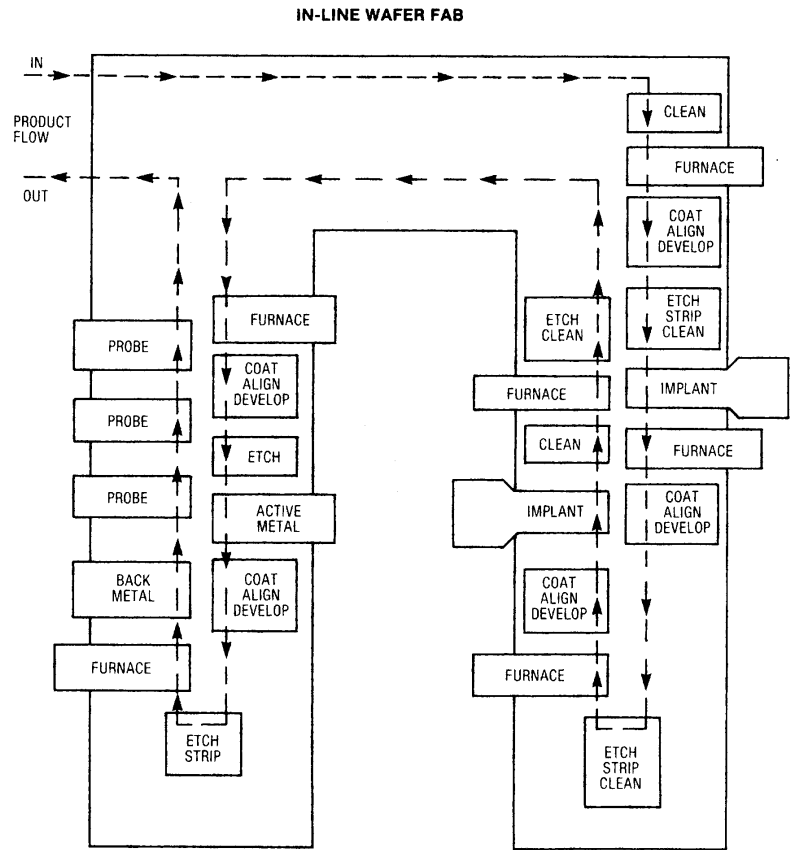 IN-LINE WAFER FAB
IN
PRODUCT
FLOW
OUT
CLEAN
FURNACE
COAT
ALIGN
DEVELOP
ETCH
STRIP
CLEAN
IMPLANT
FURNACE
COAT
ALIGN
DEVELOP
ETCH
STRIP
CLEAN
FURNACE
COAT
ALIGN
DEVELOP
IMPLANT
CLEAN
FURNACE
ETCH
CLEAN
FURNACE
COAT
ALIGN
DEVELOP
ETCH
ACTIVE
METAL
COAT
ALIGN
DEVELOP
ETCH
STRIP
FURNACE
BACK
METAL
PROBE
PROBE
PROBE